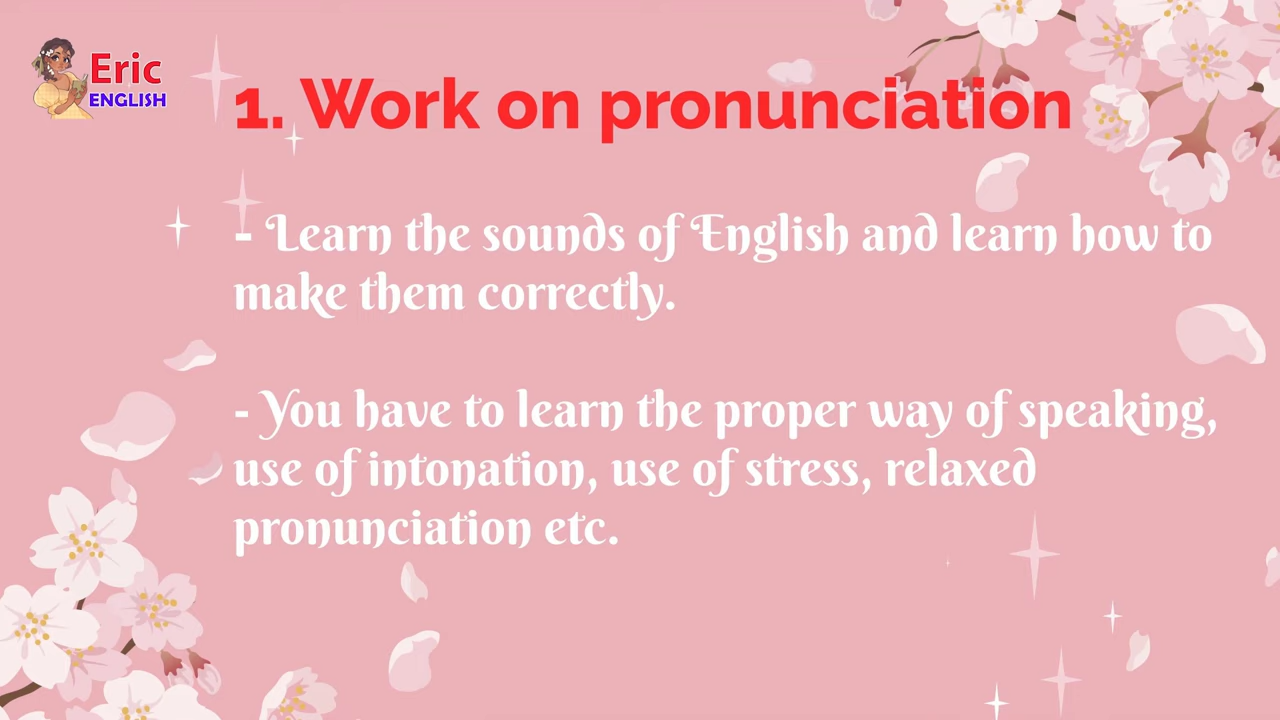 Eric
ENGLISH
1. Work on pronunciation
- Learn the sounds of English and learn how to
make them correctly.
- You have to learn the proper way of speaking,
use of intonation, use of stress, relaxed
pronunciation etc.